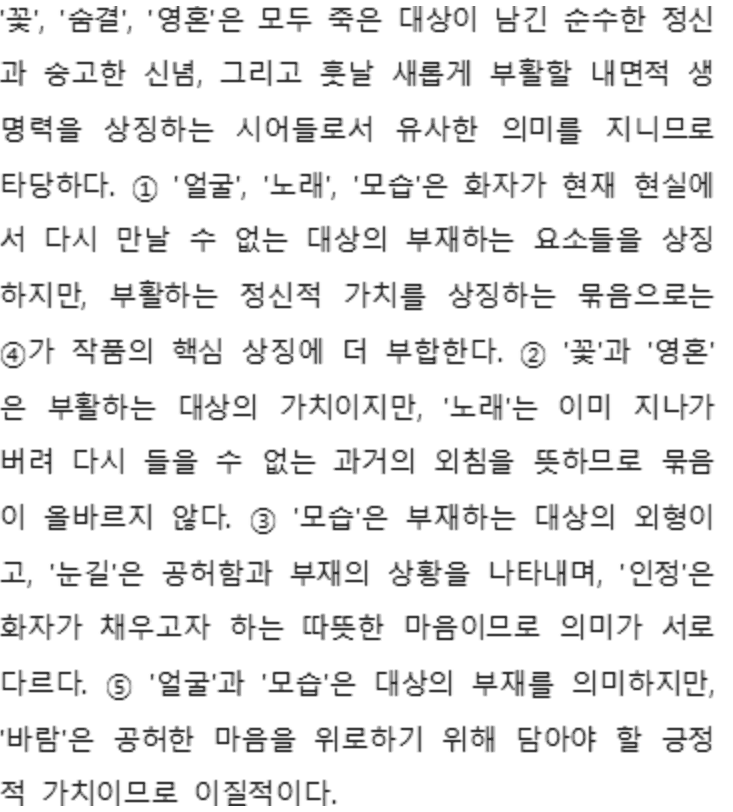 '꽃', '숨결', '영혼'은 모두 죽은 대상이 남긴 순수한 정신
과 숭고한 신념, 그리고 훗날 새롭게 부활할 내면적 생
명력을 상징하는 시어들로서 유사한 의미를 지니므로
타당하다. ① '얼굴', '노래', '모습'은 화자가 현재 현실에
서 다시 만날 수 없는 대상의 부재하는 요소들을 상징
하지만, 부활하는 정신적 가치를 상징하는 묶음으로는
④가 작품의 핵심 상징에 더 부합한다. ② '꽃'과 '영혼'
은 부활하는 대상의 가치이지만, '노래'는 이미 지나가
버려 다시 들을 수 없는 과거의 외침을 뜻하므로 묶음
이 올바르지 않다. ③ '모습'은 부재하는 대상의 외형이
고, '눈길'은 공허함과 부재의 상황을 나타내며, '인정'은
화자가 채우고자 하는 따뜻한 마음이므로 의미가 서로
다르다. ⑤ '얼굴'과 '모습'은 대상의 부재를 의미하지만,
'바람'은 공허한 마음을 위로하기 위해 담아야 할 긍정
적 가치이므로 이질적이다.